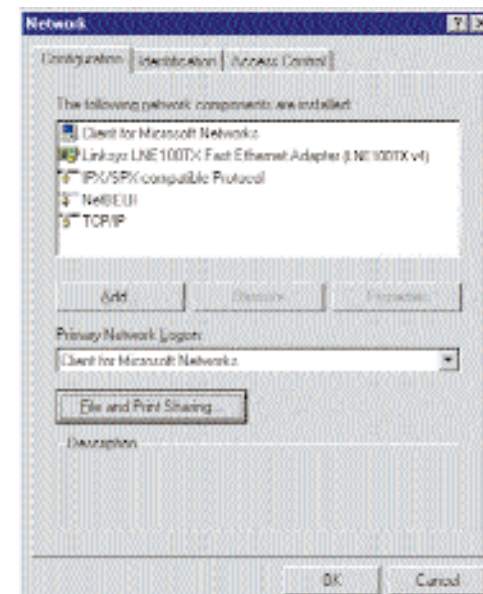 Network
Configuration Identification Access Control
The following network components are installed:
Client for Microsoft Networks
Linksys LNE100TX Fast Ethernet Adapter (LNE100TX v4)
IPX/SPX-compatible Protocol
NetBEUI
TCP/IP
Add... Remove Properties
Primary Network Logon:
Client for Microsoft Networks
File and Print Sharing...
Description
OK Cancel